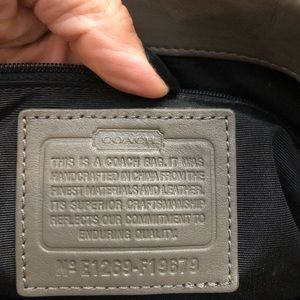 COACH
THIS IS A COACH BAG. IT WAS
HANDCRAFTED IN CHINA FROM THE
FINEST MATERIALS AND LEATHER.
ITS SUPERIOR CRAFTSMANSHIP
REFLECTS OUR COMMITMENT TO
ENDURING QUALITY.
Nº E1269-F19679